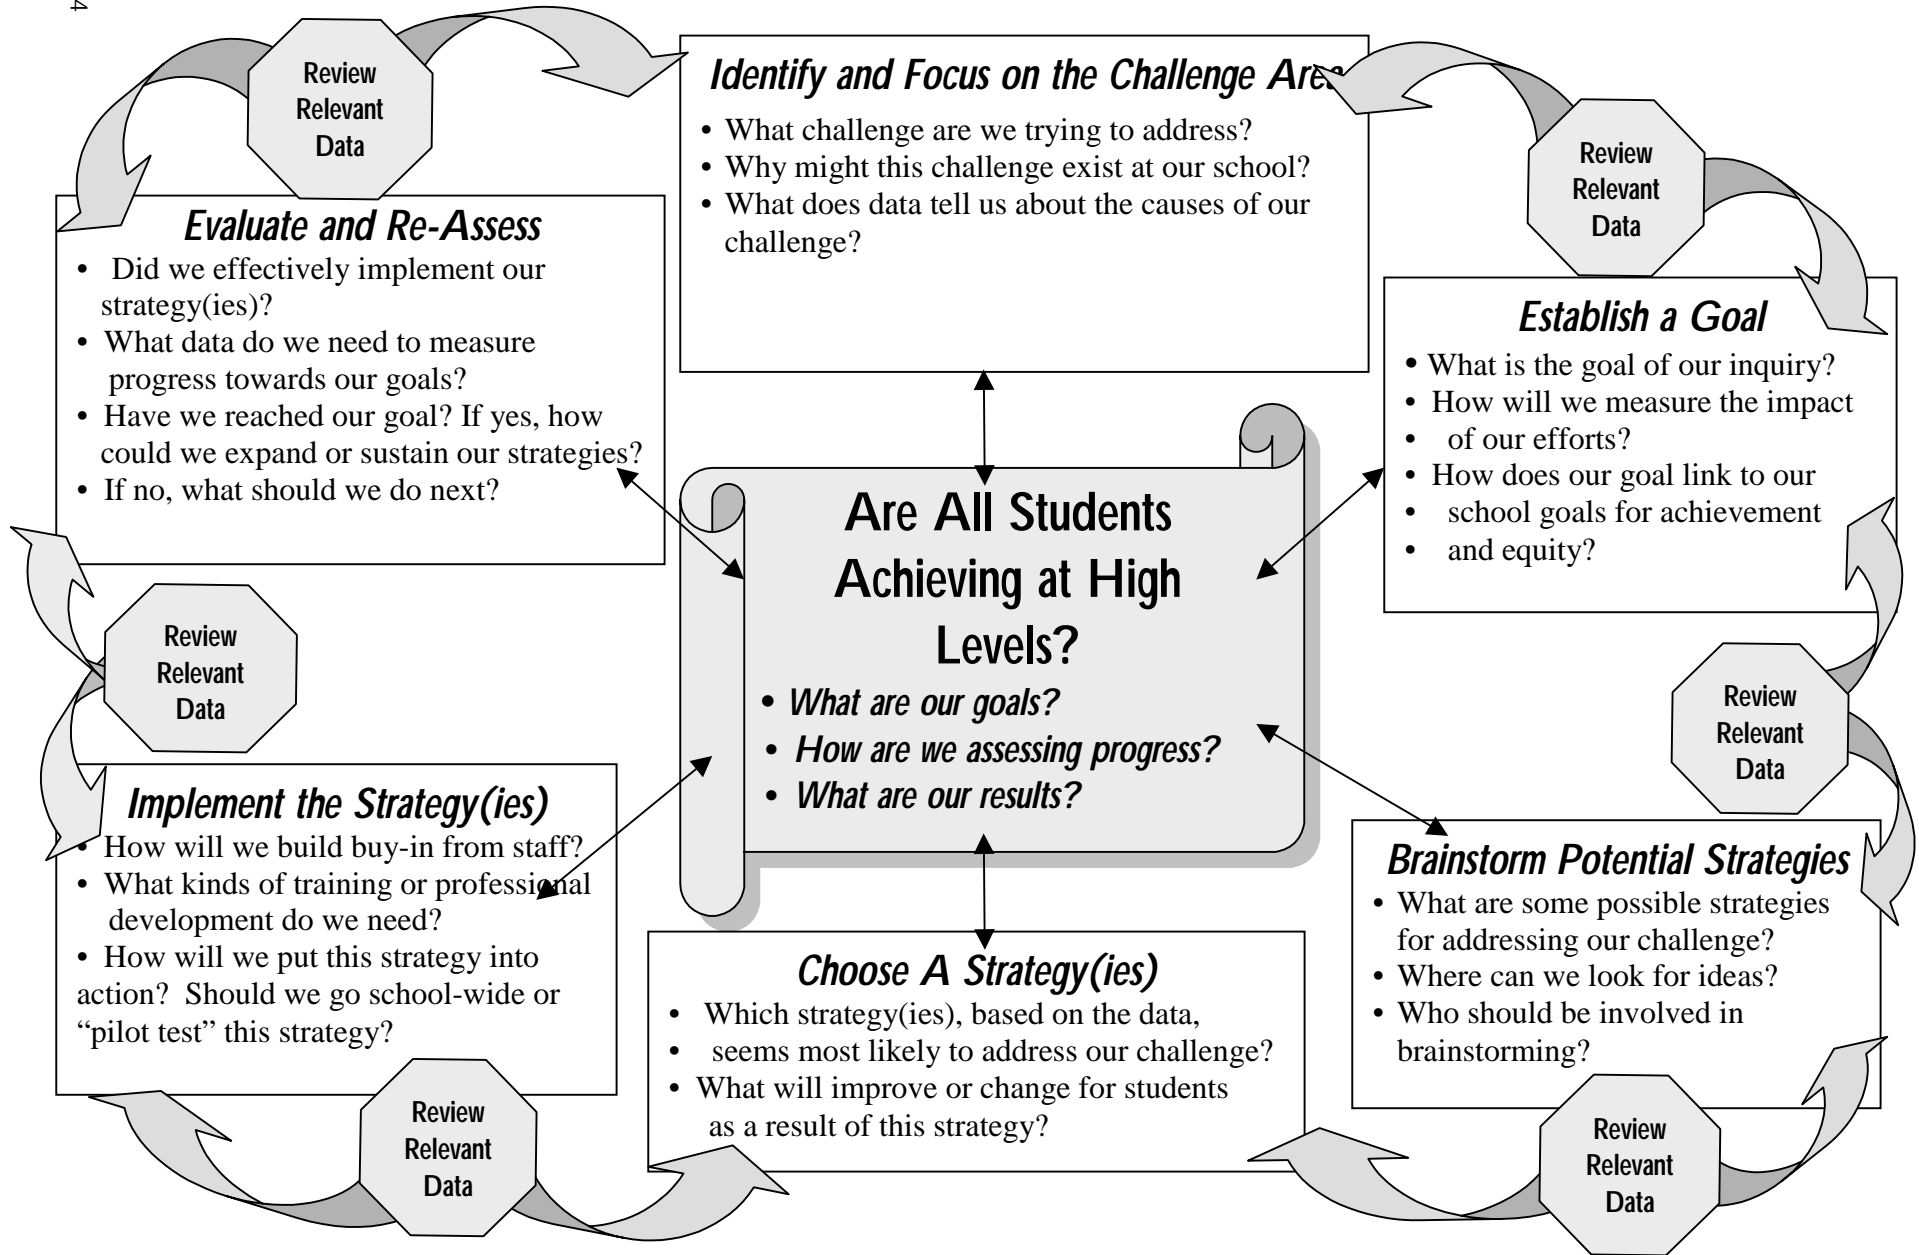 4
Review
Relevant
Data
Identify and Focus on the Challenge Area
• What challenge are we trying to address?
• Why might this challenge exist at our school?
• What does data tell us about the causes of our
challenge?
Review
Relevant
Data
Evaluate and Re-Assess
• Did we effectively implement our
strategy(ies)?
• What data do we need to measure
progress towards our goals?
• Have we reached our goal? If yes, how
could we expand or sustain our strategies?
• If no, what should we do next?
Establish a Goal
• What is the goal of our inquiry?
• How will we measure the impact
• of our efforts?
• How does our goal link to our
• school goals for achievement
• and equity?
Are All Students
Achieving at High
Levels?
• What are our goals?
• How are we assessing progress?
• What are our results?
Review
Relevant
Data
Review
Relevant
Data
Implement the Strategy(ies)
• How will we build buy-in from staff?
• What kinds of training or professional
development do we need?
• How will we put this strategy into
action? Should we go school-wide or
“pilot test” this strategy?
Choose A Strategy(ies)
• Which strategy(ies), based on the data,
• seems most likely to address our challenge?
• What will improve or change for students
as a result of this strategy?
Brainstorm Potential Strategies
• What are some possible strategies
for addressing our challenge?
• Where can we look for ideas?
• Who should be involved in
brainstorming?
Review
Relevant
Data
Review
Relevant
Data